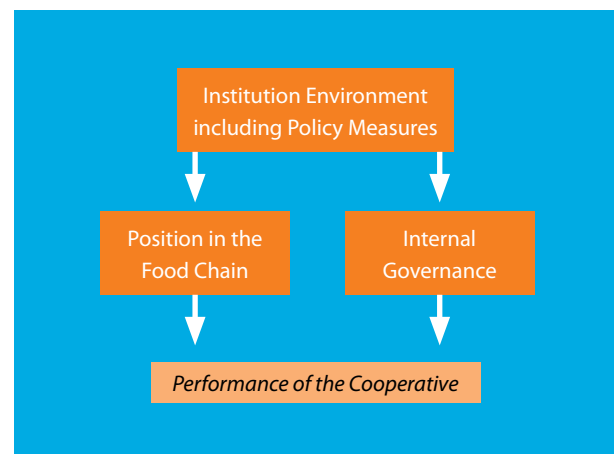 Institution Environment
including Policy Measures
Position in the
Food Chain
Internal
Governance
Performance of the Cooperative